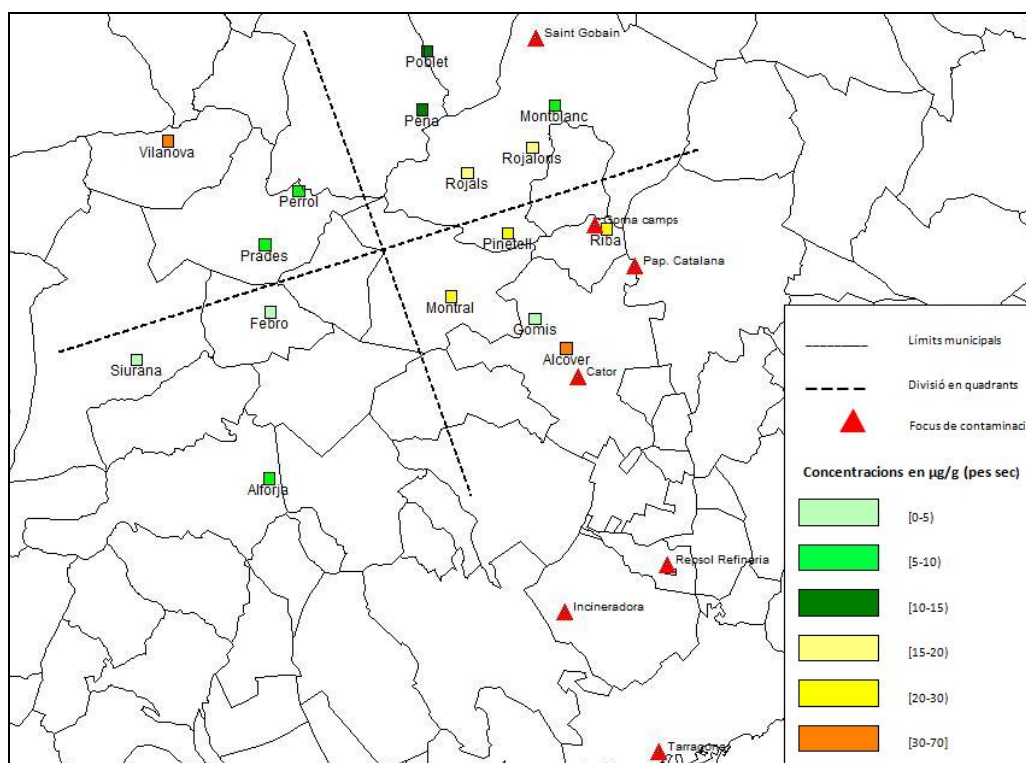 Saint Gobain
Poblet
Pena
Montblanc
Vilanova
Rojalons
Rojals
Perrol
Goma camps
Riba
Pinetell
Prades
Pap. Catalana
Montral
Febro
Gomis
Alcover
Siurana
Cator
Alforja
Repsol Refineria
Incineradora
Tarragona
Límits municipals
Divisió en quadrants
Focus de contaminaci
Concentracions en µg/g (pes sec)
[0-5)
[5-10)
[10-15)
[15-20)
[20-30)
[30-70]